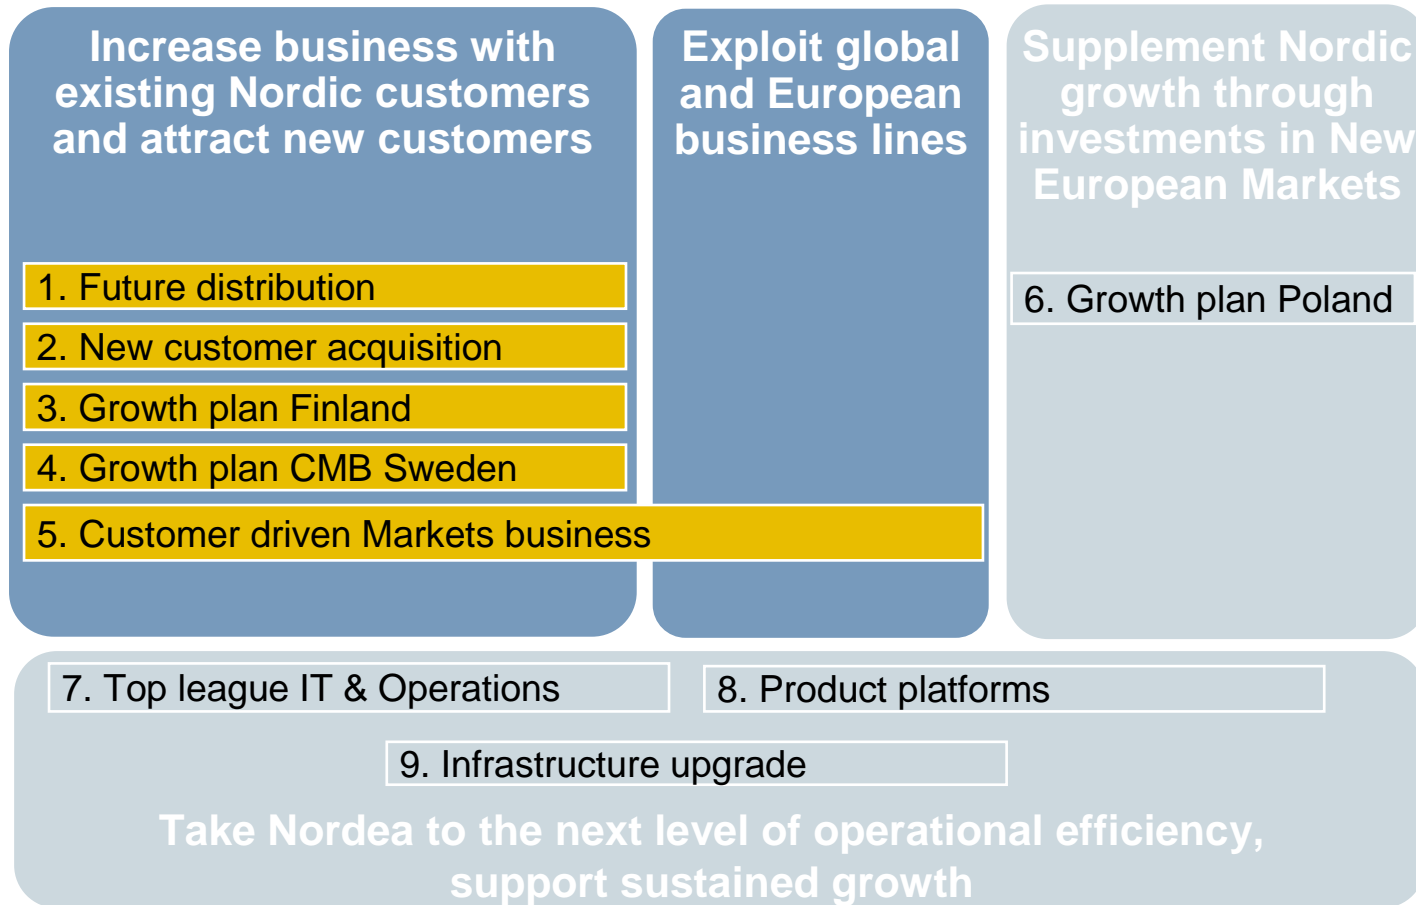 Increase business with
existing Nordic customers
and attract new customers
Exploit global
and European
business lines
Supplement Nordic
growth through
investments in New
European Markets
1. Future distribution
2. New customer acquisition
3. Growth plan Finland
4. Growth plan CMB Sweden
5. Customer driven Markets business
6. Growth plan Poland
7. Top league IT & Operations
8. Product platforms
9. Infrastructure upgrade
Take Nordea to the next level of operational efficiency,
support sustained growth